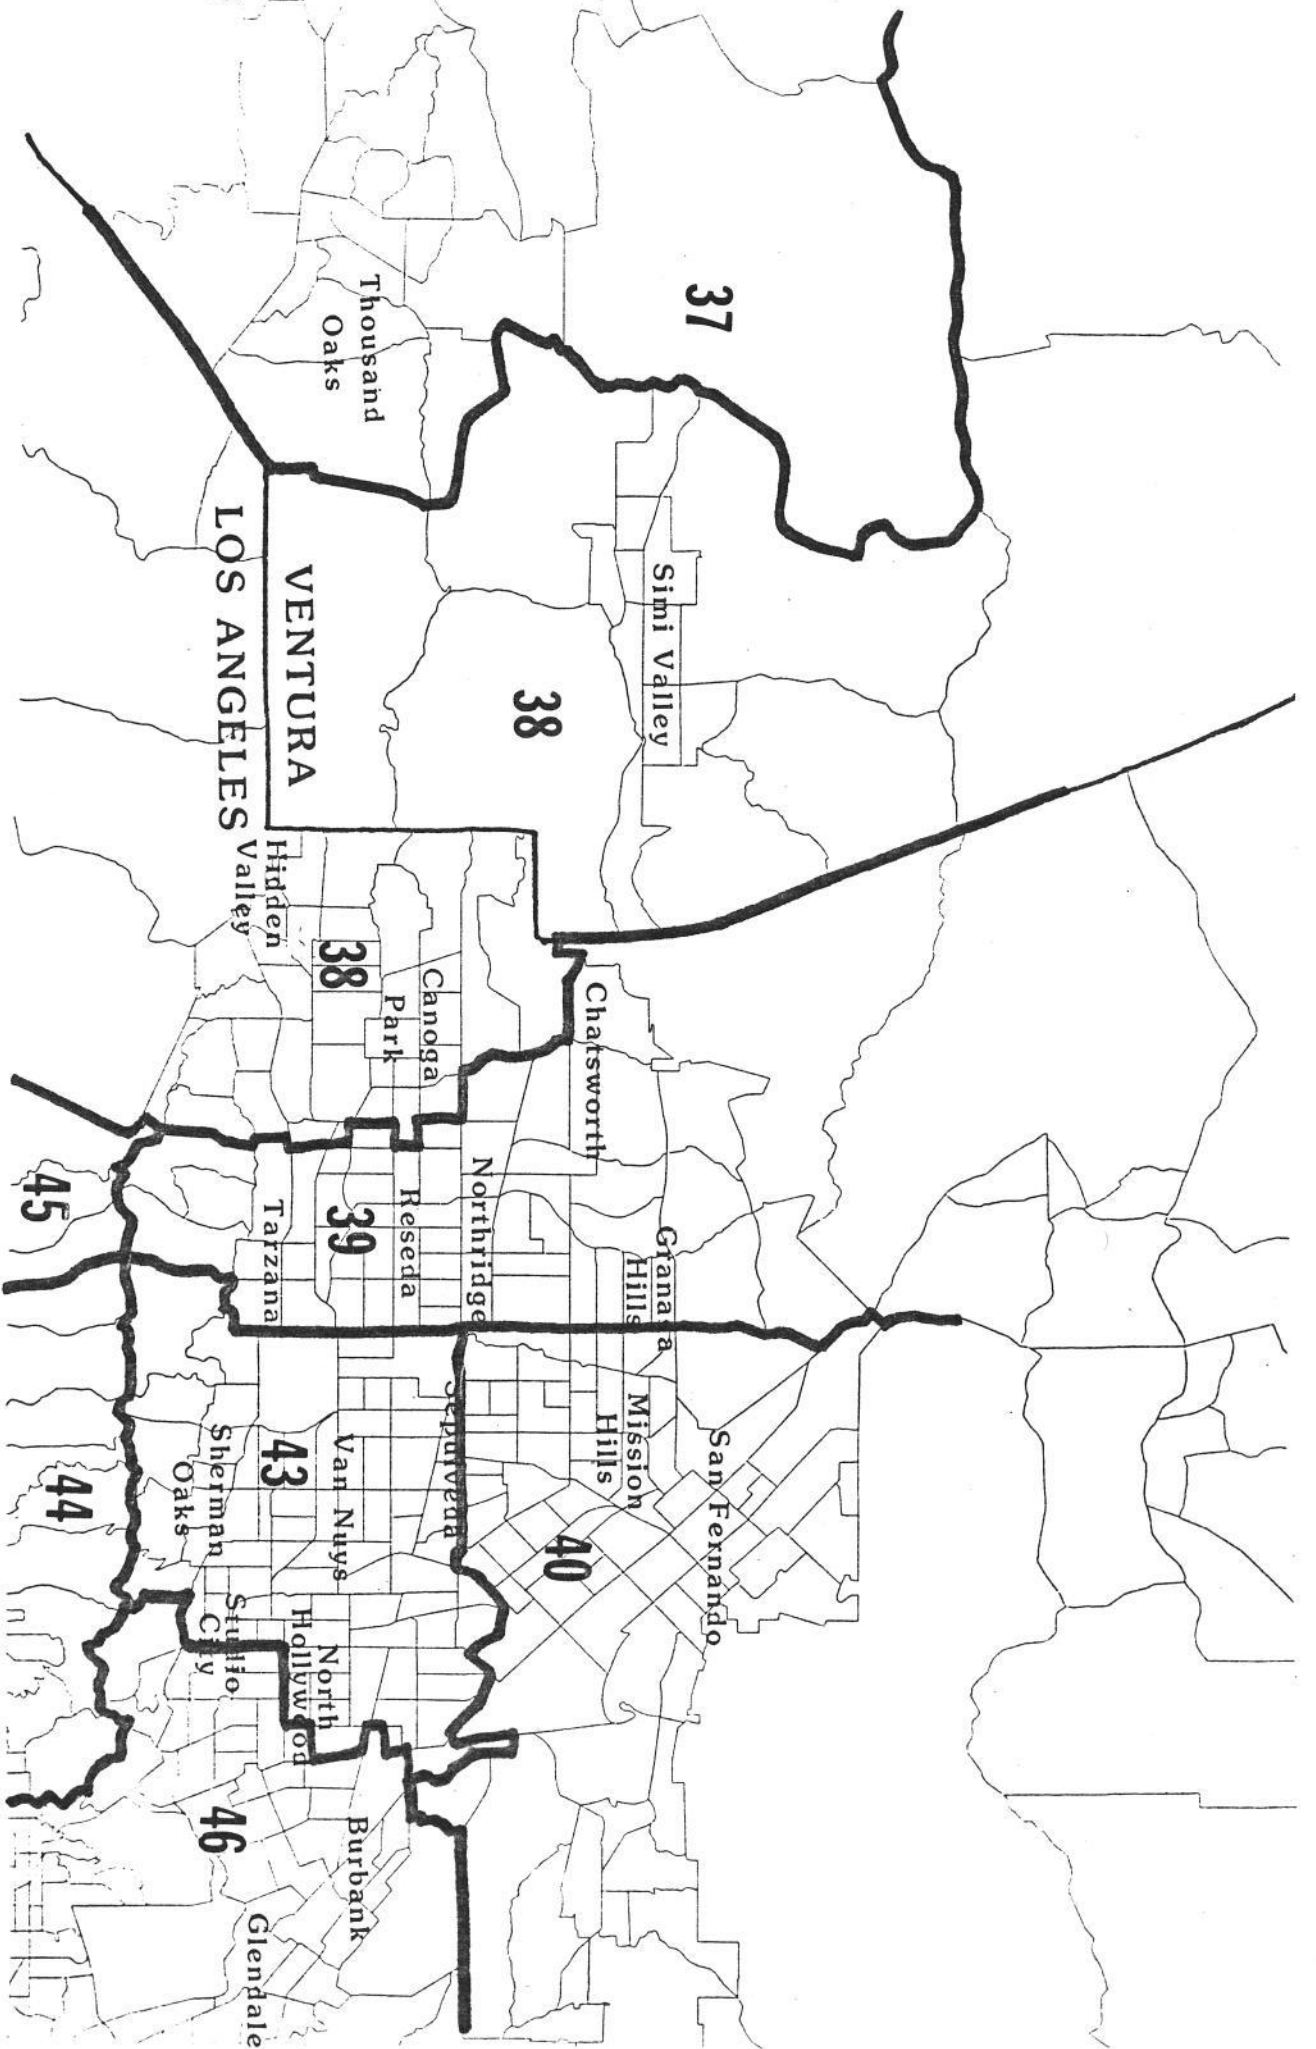 37
Thousand
Oaks
Simi Valley
38
VENTURA
LOS ANGELES
Hidden
Valley
38
Canoga
Park
Chatsworth
Northridge
Reseda
39
Tarzana
45
Granada
Hills
Mission
Hills
San Fernando
Sepulveda
40
Van Nuys
43
Sherman
Oaks
44
Studio
City
North
Hollywood
46
Burbank
Glendale